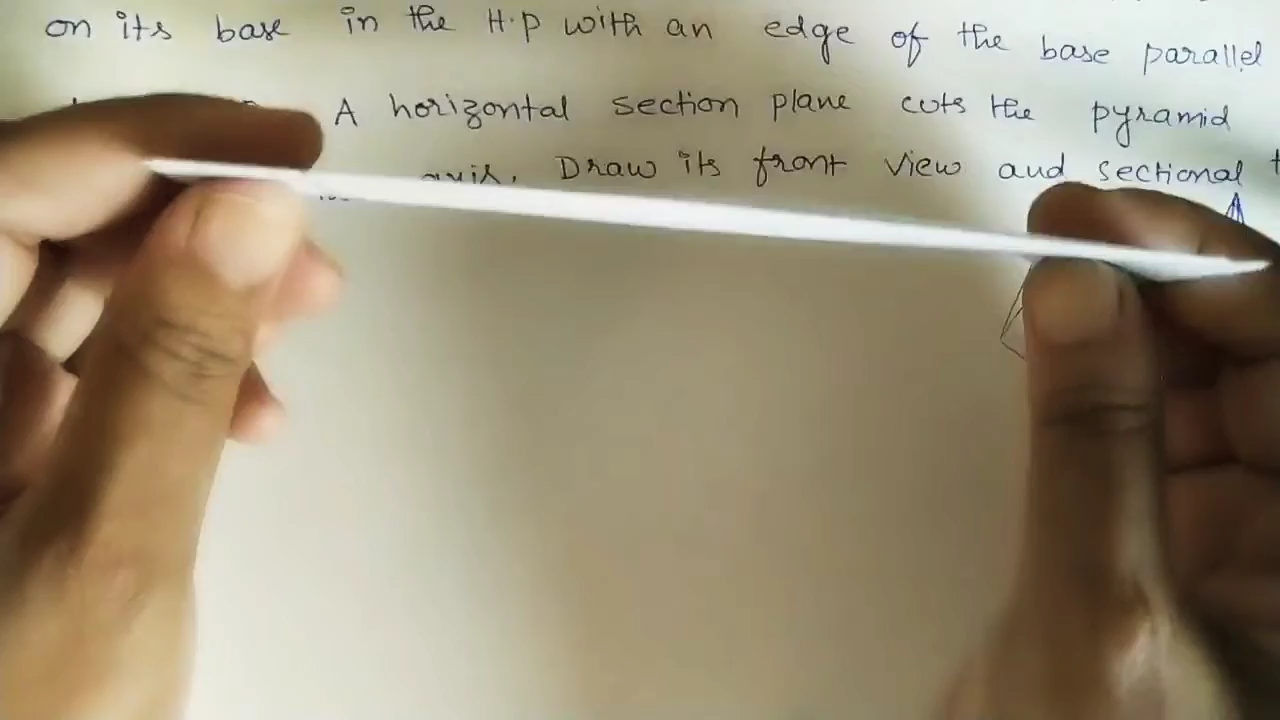 on its base in the H.P with an edge of the base parallel
A horizontal section plane cuts the pyramid
axis. Draw its front view and sectional